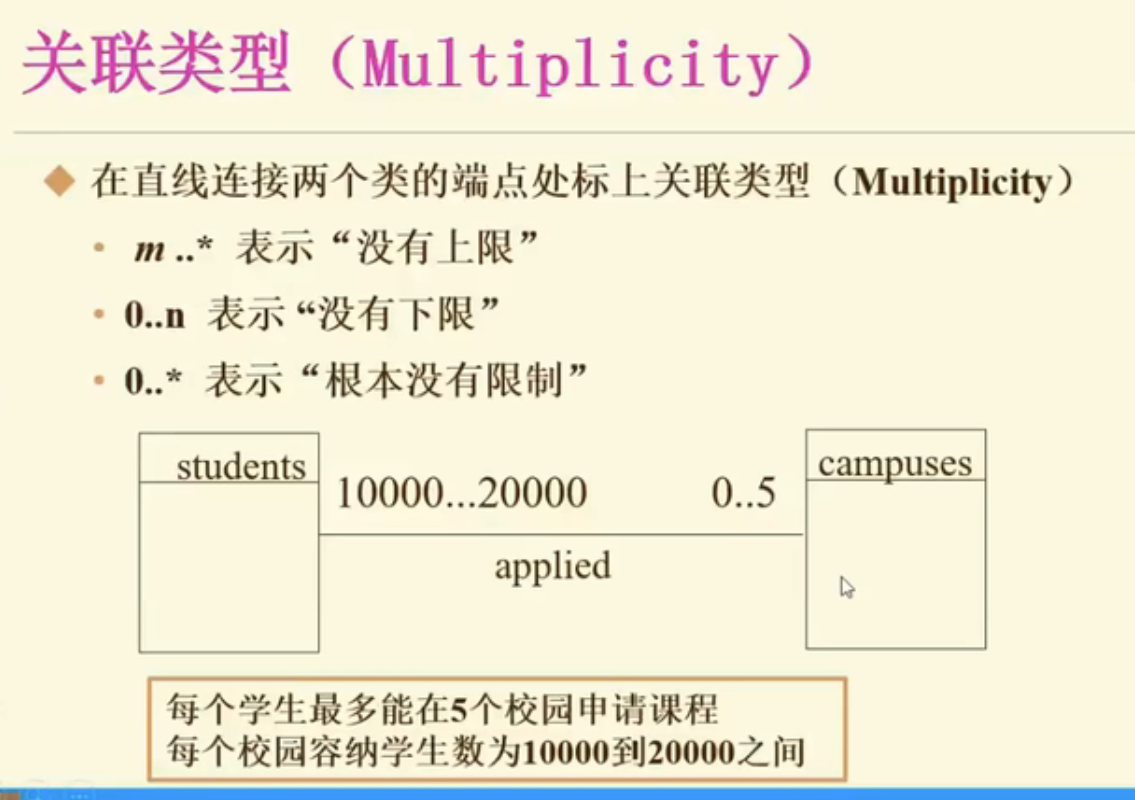 关联类型（Multiplicity）
在直线连接两个类的端点处标上关联类型（Multiplicity）
m ..* 表示“没有上限”
0..n 表示“没有下限”
0..* 表示“根本没有限制”
students
campuses
10000...20000
0..5
applied
每个学生最多能在5个校园申请课程
每个校园容纳学生数为10000到20000之间